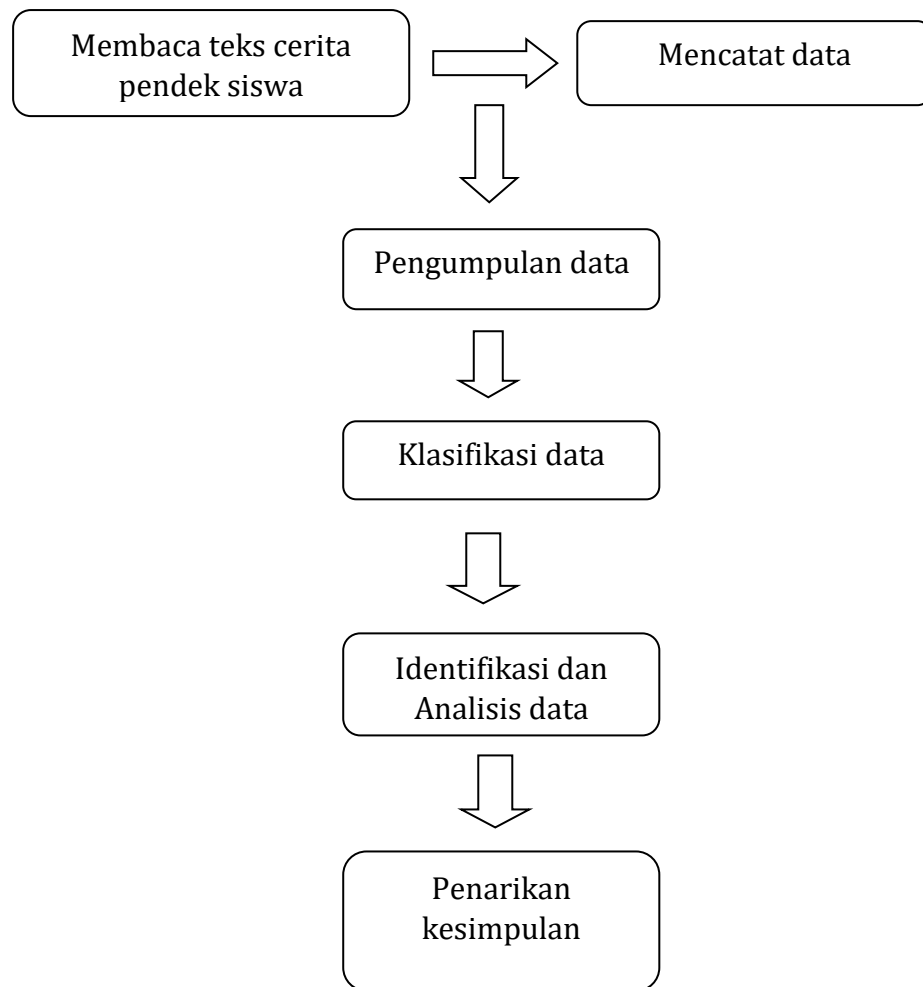 Membaca teks cerita
pendek siswa
Mencatat data
Pengumpulan data
Klasifikasi data
Identifikasi dan
Analisis data
Penarikan
kesimpulan